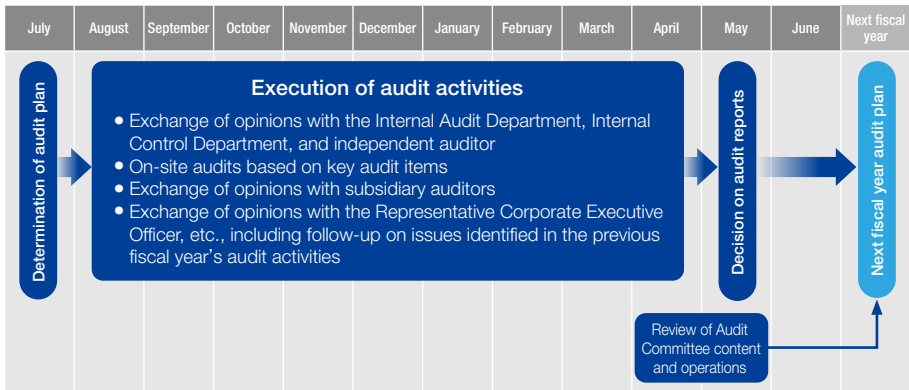 July
August
September
October
November
December
January
February
March
April
May
June
Next fiscal
year
Determination of audit plan
Execution of audit activities
• Exchange of opinions with the Internal Audit Department, Internal
Control Department, and independent auditor
• On-site audits based on key audit items
• Exchange of opinions with subsidiary auditors
• Exchange of opinions with the Representative Corporate Executive
Officer, etc., including follow-up on issues identified in the previous
fiscal year’s audit activities
Decision on audit reports
Next fiscal year audit plan
Review of Audit
Committee content
and operations